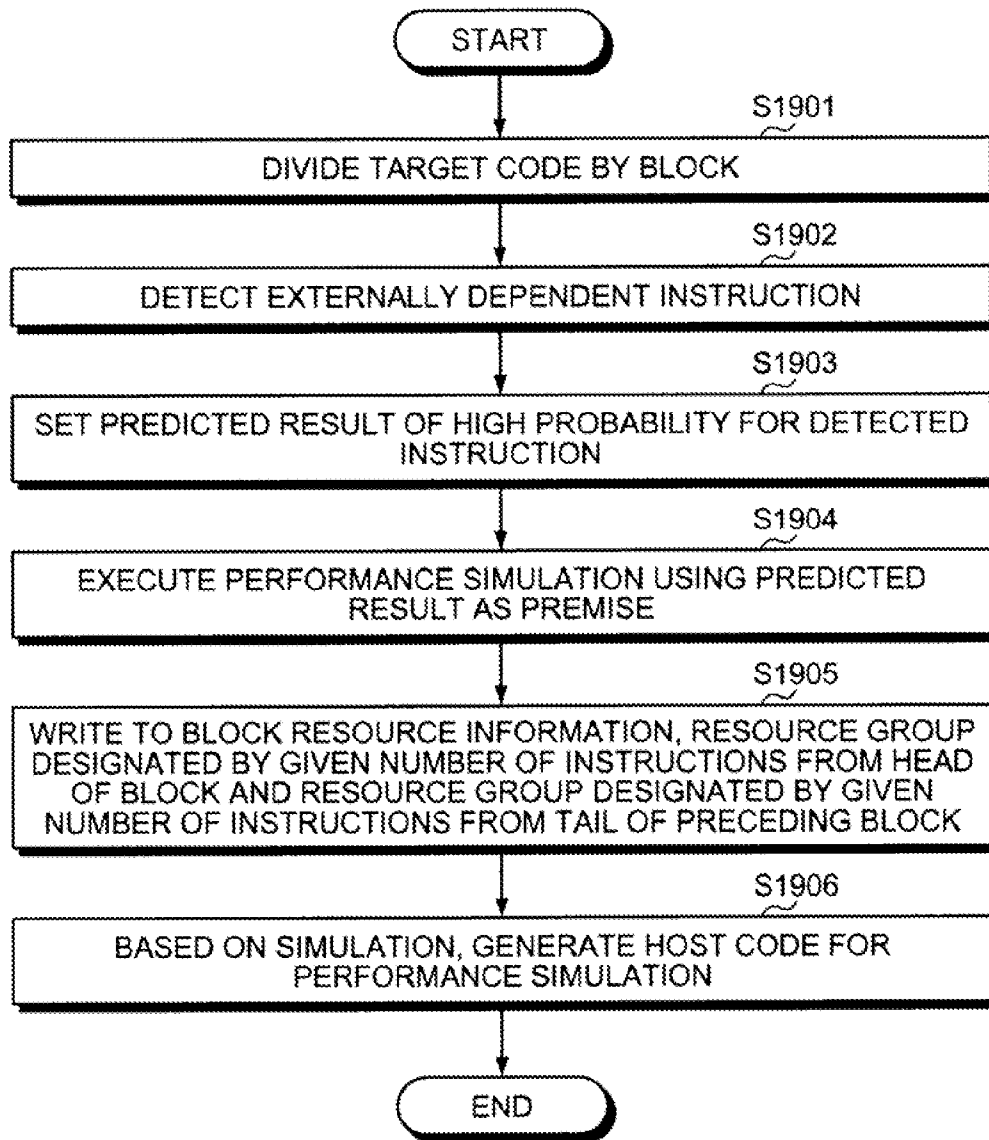 START
S1901
DIVIDE TARGET CODE BY BLOCK
S1902
DETECT EXTERNALLY DEPENDENT INSTRUCTION
S1903
SET PREDICTED RESULT OF HIGH PROBABILITY FOR DETECTED
INSTRUCTION
S1904
EXECUTE PERFORMANCE SIMULATION USING PREDICTED
RESULT AS PREMISE
S1905
WRITE TO BLOCK RESOURCE INFORMATION, RESOURCE GROUP
DESIGNATED BY GIVEN NUMBER OF INSTRUCTIONS FROM HEAD
OF BLOCK AND RESOURCE GROUP DESIGNATED BY GIVEN
NUMBER OF INSTRUCTIONS FROM TAIL OF PRECEDING BLOCK
S1906
BASED ON SIMULATION, GENERATE HOST CODE FOR
PERFORMANCE SIMULATION
END